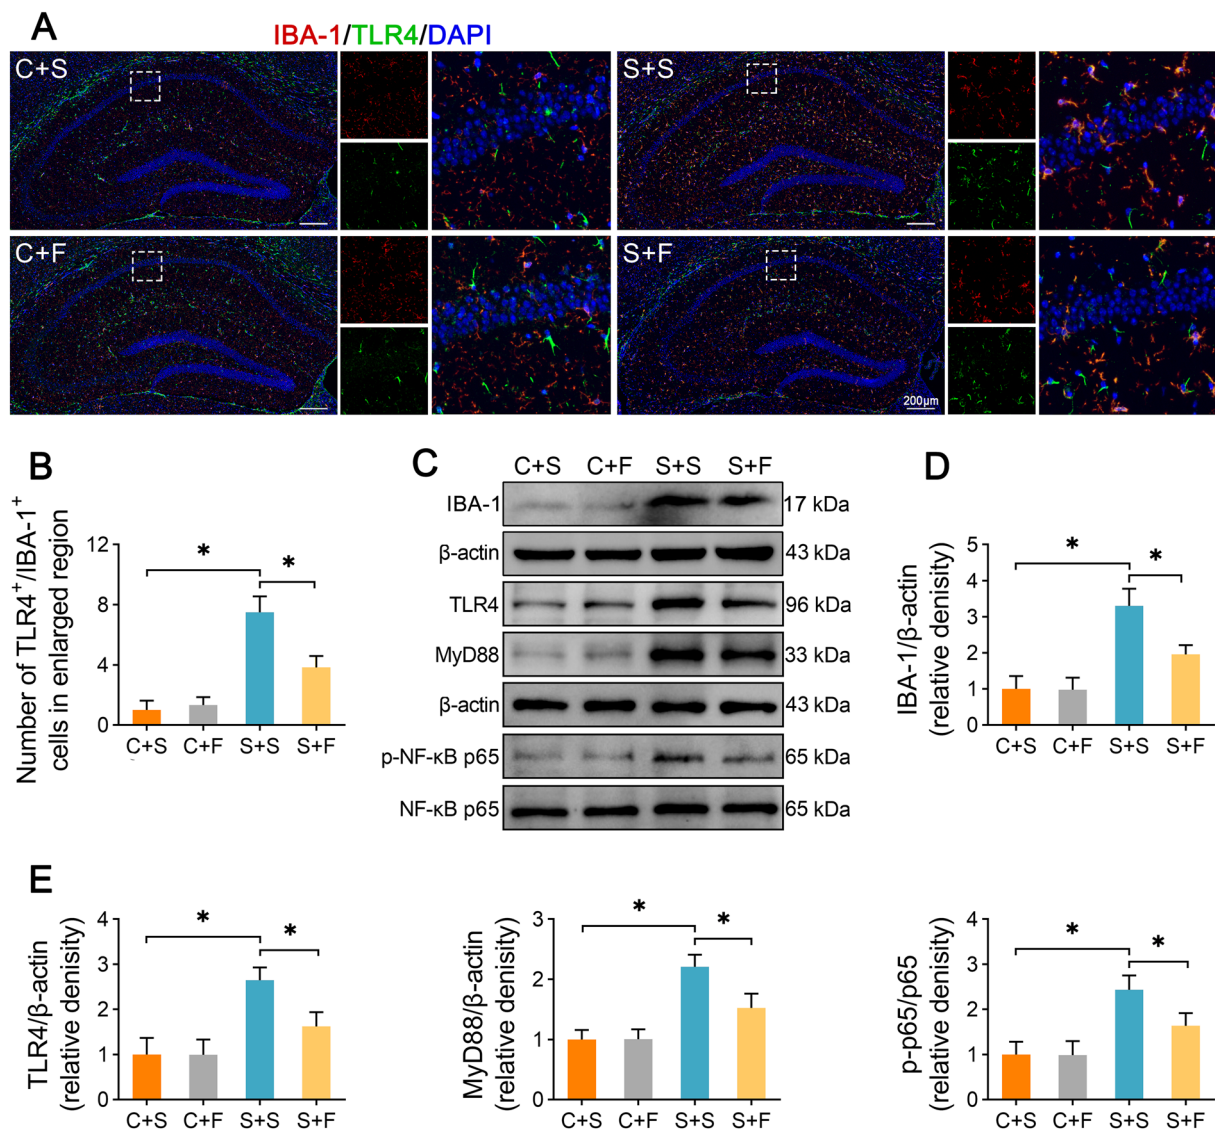 A
IBA-1/TLR4/DAPI
C+S
S+S
C+F
S+F
200μm
B
Number of TLR4+/IBA-1+
cells in enlarged region
12
8
4
0
C+S C+F S+S S+F
* *
C
C+S C+F S+S S+F
IBA-1 17 kDa
β-actin 43 kDa
TLR4 96 kDa
MyD88 33 kDa
β-actin 43 kDa
p-NF-κB p65 65 kDa
NF-κB p65 65 kDa
D
IBA-1/β-actin
(relative denisity)
5
4
3
2
1
0
* *
C+S C+F S+S S+F
E
TLR4/β-actin
(relative denisity)
4
3
2
1
0
* *
C+S C+F S+S S+F
MyD88/β-actin
(relative denisity)
3
2
1
0
* *
C+S C+F S+S S+F
p-p65/p65
(relative denisity)
4
3
2
1
0
* *
C+S C+F S+S S+F